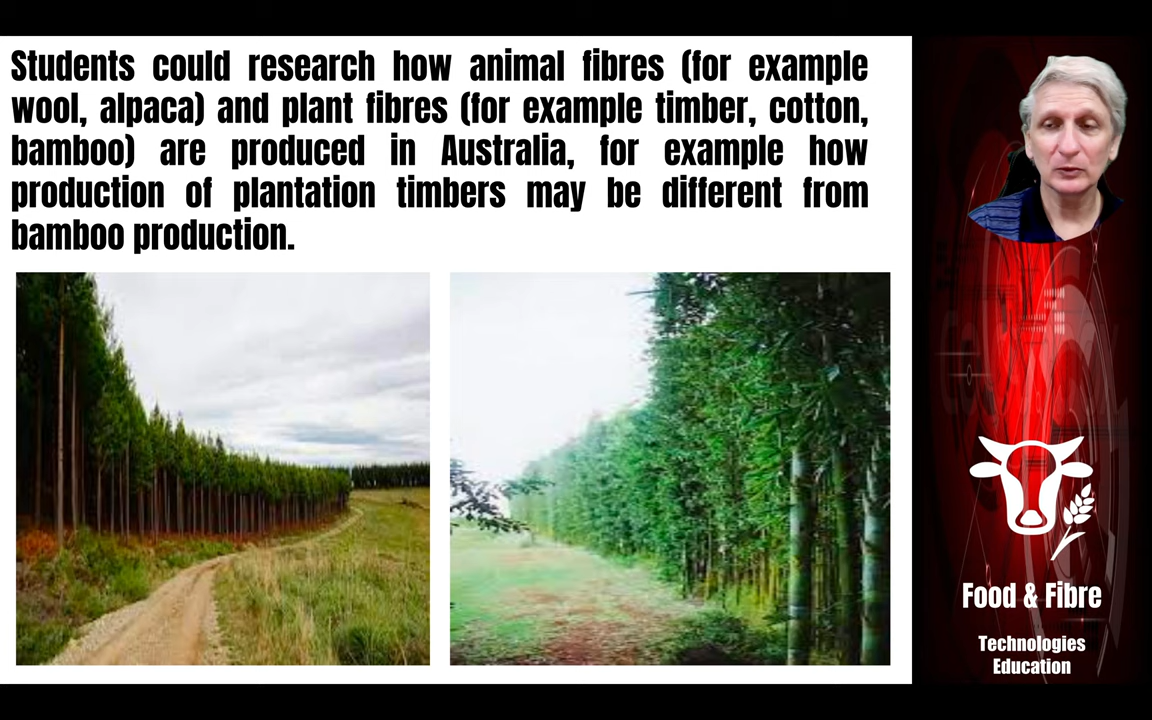 Students could research how animal fibres (for example
wool, alpaca) and plant fibres (for example timber, cotton,
bamboo) are produced in Australia, for example how
production of plantation timbers may be different from
bamboo production.
Food & Fibre
Technologies
Education